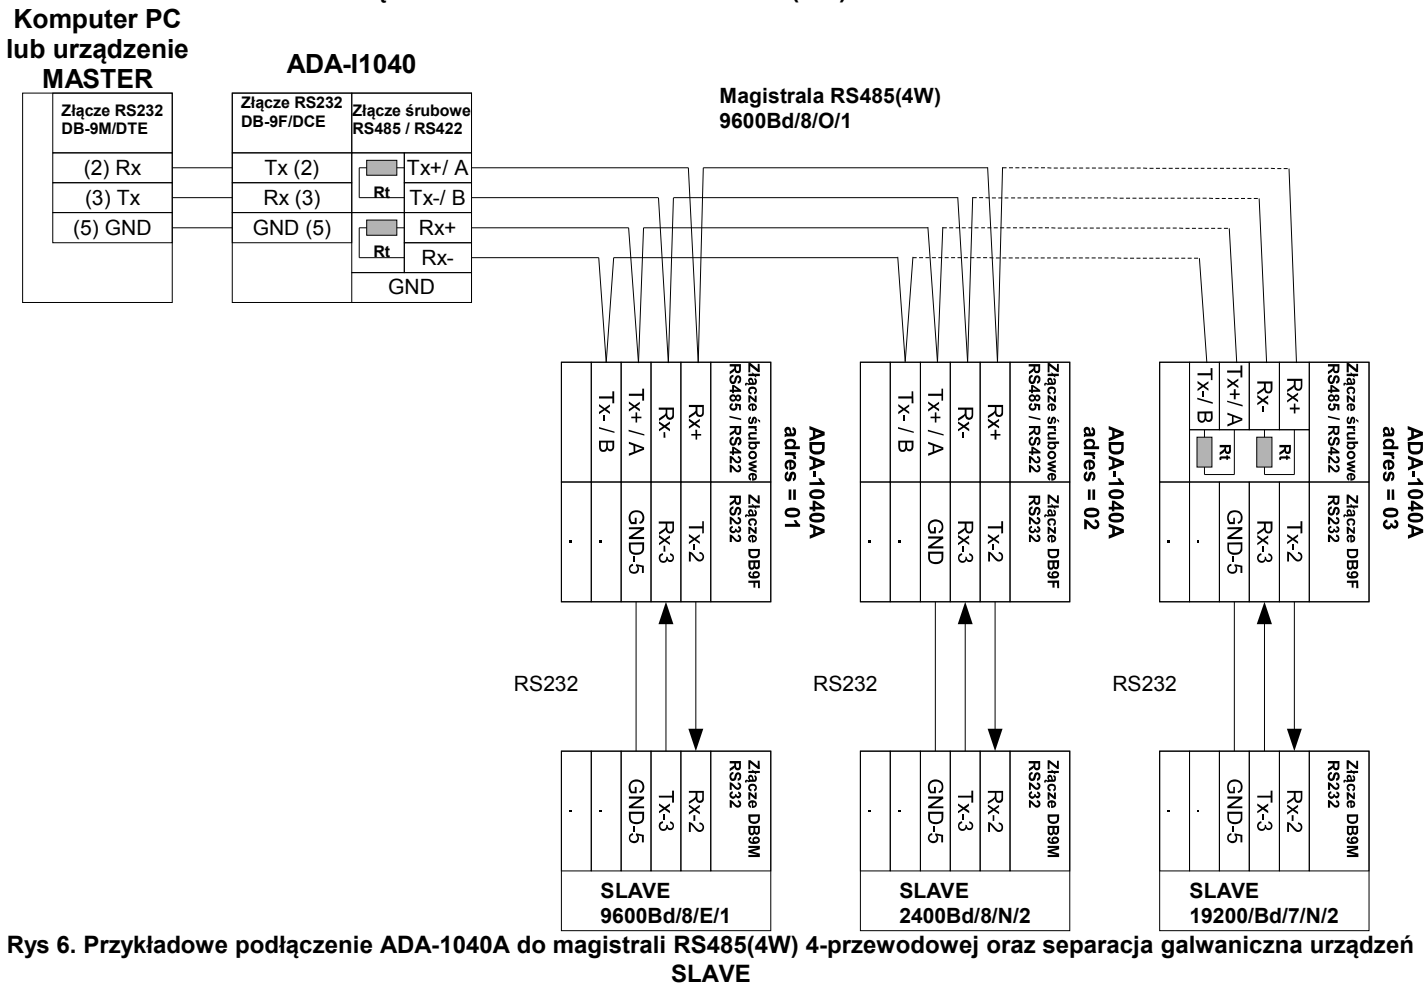 Komputer PC
lub urządzenie
MASTER
ADA-I1040
Magistrala RS485(4W)
9600Bd/8/O/1
Złącze RS232
DB-9M/DTE
(2) Rx
(3) Tx
(5) GND
Złącze RS232
DB-9F/DCE
Tx (2)
Rx (3)
GND (5)
Złącze śrubowe
RS485 / RS422
Rt
Tx+/ A
Tx-/ B
Rt
Rx+
Rx-
GND
Tx- / B
Tx+ / A
Rx-
Rx+
Złącze śrubowe
RS485 / RS422
ADA-1040A
adres = 01
.
.
GND-5
Rx-3
Tx-2
Złącze DB9F
RS232
Tx- / B
Tx+ / A
Rx-
Rx+
Złącze śrubowe
RS485 / RS422
ADA-1040A
adres = 02
.
.
GND
Rx-3
Tx-2
Złącze DB9F
RS232
Tx-/ B
Tx+/ A
Rx-
Rx+
Rt
Rt
Złącze śrubowe
RS485 / RS422
ADA-1040A
adres = 03
.
.
GND-5
Rx-3
Tx-2
Złącze DB9F
RS232
RS232
RS232
RS232
.
.
GND-5
Tx-3
Rx-2
Złącze DB9M
RS232
SLAVE
9600Bd/8/E/1
.
.
GND-5
Tx-3
Rx-2
Złącze DB9M
RS232
SLAVE
2400Bd/8/N/2
.
.
GND-5
Tx-3
Rx-2
Złącze DB9M
RS232
SLAVE
19200/Bd/7/N/2
Rys 6. Przykładowe podłączenie ADA-1040A do magistrali RS485(4W) 4-przewodowej oraz separacja galwaniczna urządzeń
SLAVE